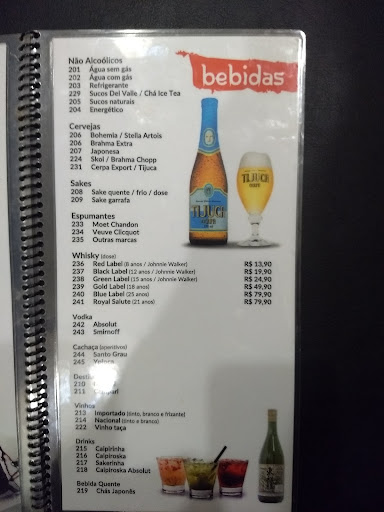 bebidas
Não Alcoólicos
201 Água sem gás
202 Água com gás
203 Refrigerante
229 Sucos Del Valle / Chá Ice Tea
205 Sucos naturais
204 Energético
Cervejas
206 Bohemia / Stella Artois
206 Brahma Extra
207 Japonesa
224 Skol / Brahma Chopp
231 Cerpa Export / Tijuca
Sakes
208 Sake quente / frio / dose
209 Sake garrafa
Espumantes
233 Moet Chandon
234 Veuve Clicquot
235 Outras marcas
Whisky (dose)
236 Red Label (8 anos / Johnnie Walker) R$ 13,90
237 Black Label (12 anos / Johnnie Walker) R$ 19,90
238 Green Label (15 anos / Johnnie Walker) R$ 24,90
239 Gold Label (18 anos) R$ 49,90
240 Blue Label (25 anos) R$ 79,90
241 Royal Salute (21 anos) R$ 79,90
Vodka
242 Absolut
243 Smirnoff
Cachaça (aperitivos)
244 Santo Grau
245
210
211
Vinhos
213 Importado (tinto, branco e frisante)
214 Nacional (tinto e branco)
222 Vinho taça
Drinks
215 Caipirinha
216 Caipiroska
217 Sakerinha
218 Caipiroska Absolut
Bebida Quente
219 Chás Japonês
TIJUCA
TIJUCA